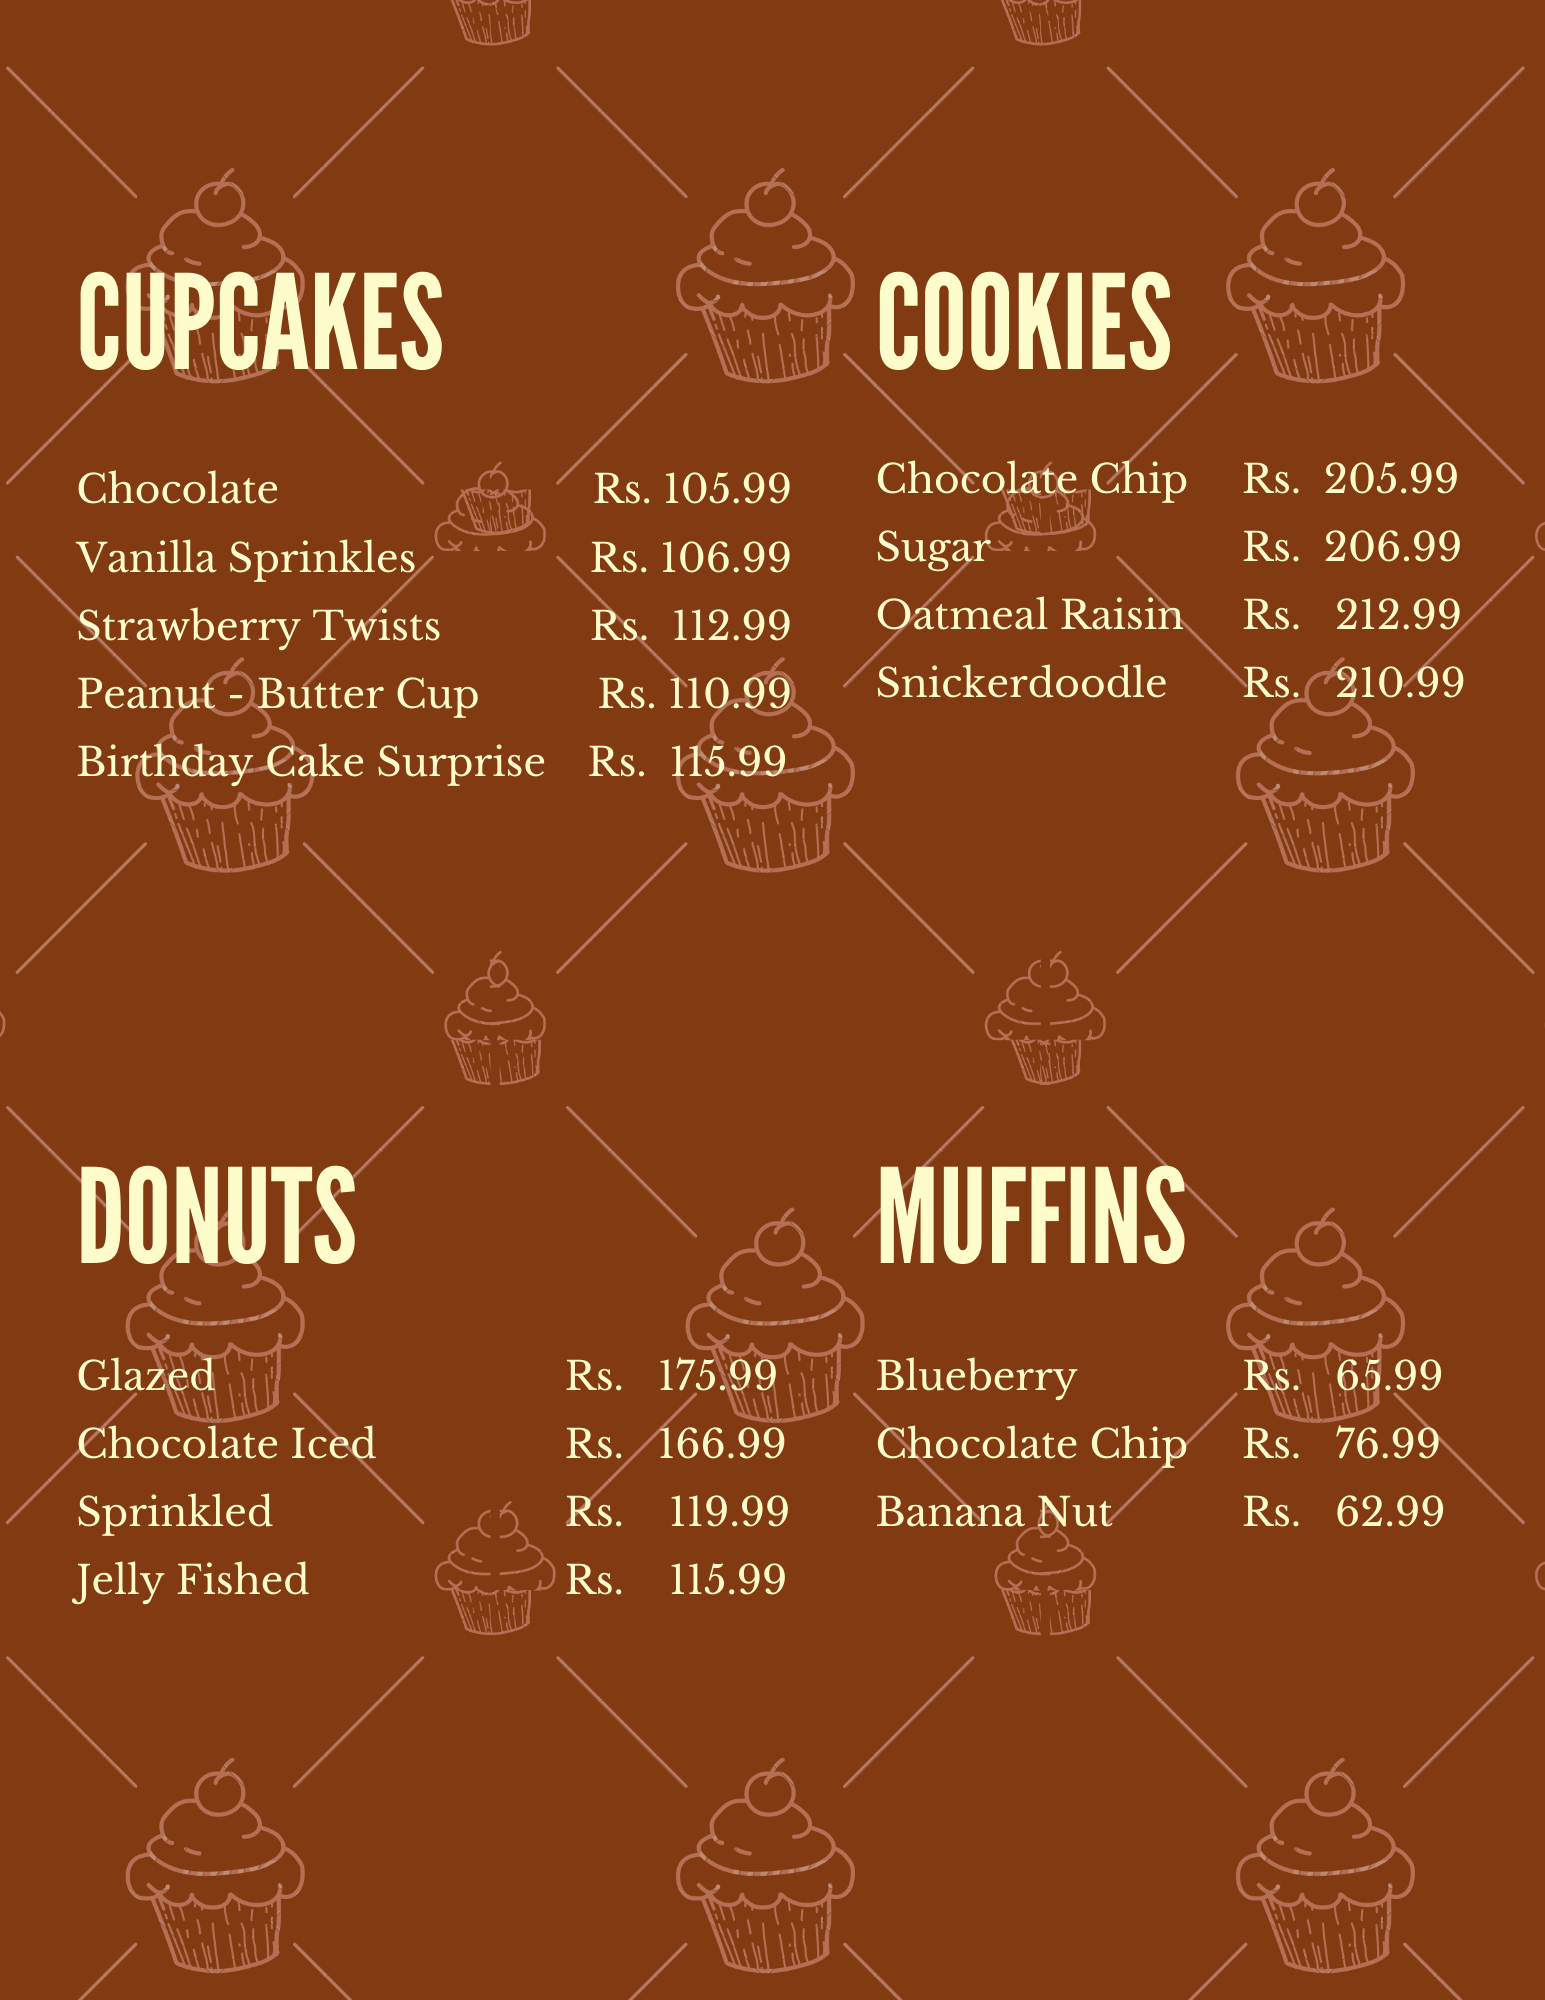 CUPCAKES
Chocolate Rs. 105.99
Vanilla Sprinkles Rs. 106.99
Strawberry Twists Rs. 112.99
Peanut - Butter Cup Rs. 110.99
Birthday Cake Surprise Rs. 115.99
COOKIES
Chocolate Chip Rs. 205.99
Sugar Rs. 206.99
Oatmeal Raisin Rs. 212.99
Snickerdoodle Rs. 210.99
DONUTS
Glazed Rs. 175.99
Chocolate Iced Rs. 166.99
Sprinkled Rs. 119.99
Jelly Fished Rs. 115.99
MUFFINS
Blueberry Rs. 65.99
Chocolate Chip Rs. 76.99
Banana Nut Rs. 62.99